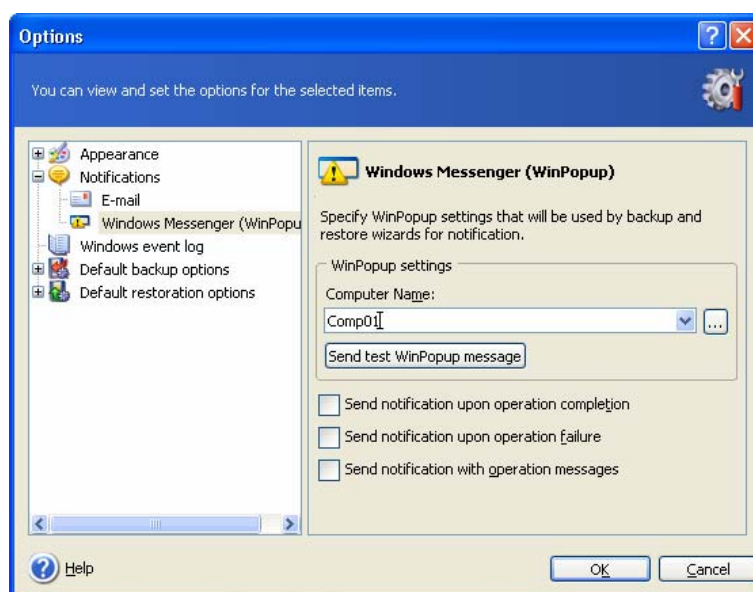 Options
You can view and set the options for the selected items.
Appearance
Notifications
E-mail
Windows Messenger (WinPopu
Windows event log
Default backup options
Default restoration options
Windows Messenger (WinPopup)
Specify WinPopup settings that will be used by backup and
restore wizards for notification.
WinPopup settings
Computer Name:
Comp01
...
Send test WinPopup message
Send notification upon operation completion
Send notification upon operation failure
Send notification with operation messages
Help
OK
Cancel